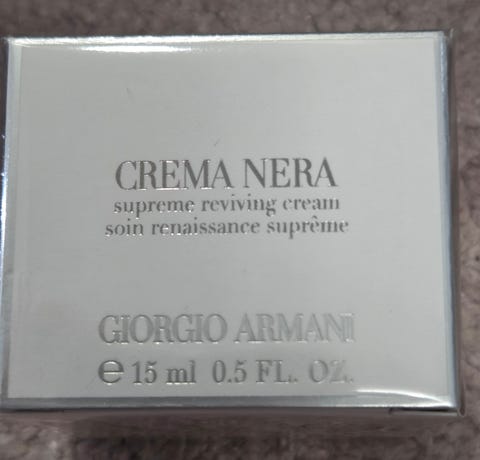 CREMA NERA
supreme reviving cream
soin renaissance suprême
GIORGIO ARMANI
℮ 15 ml 0.5 FL. OZ.